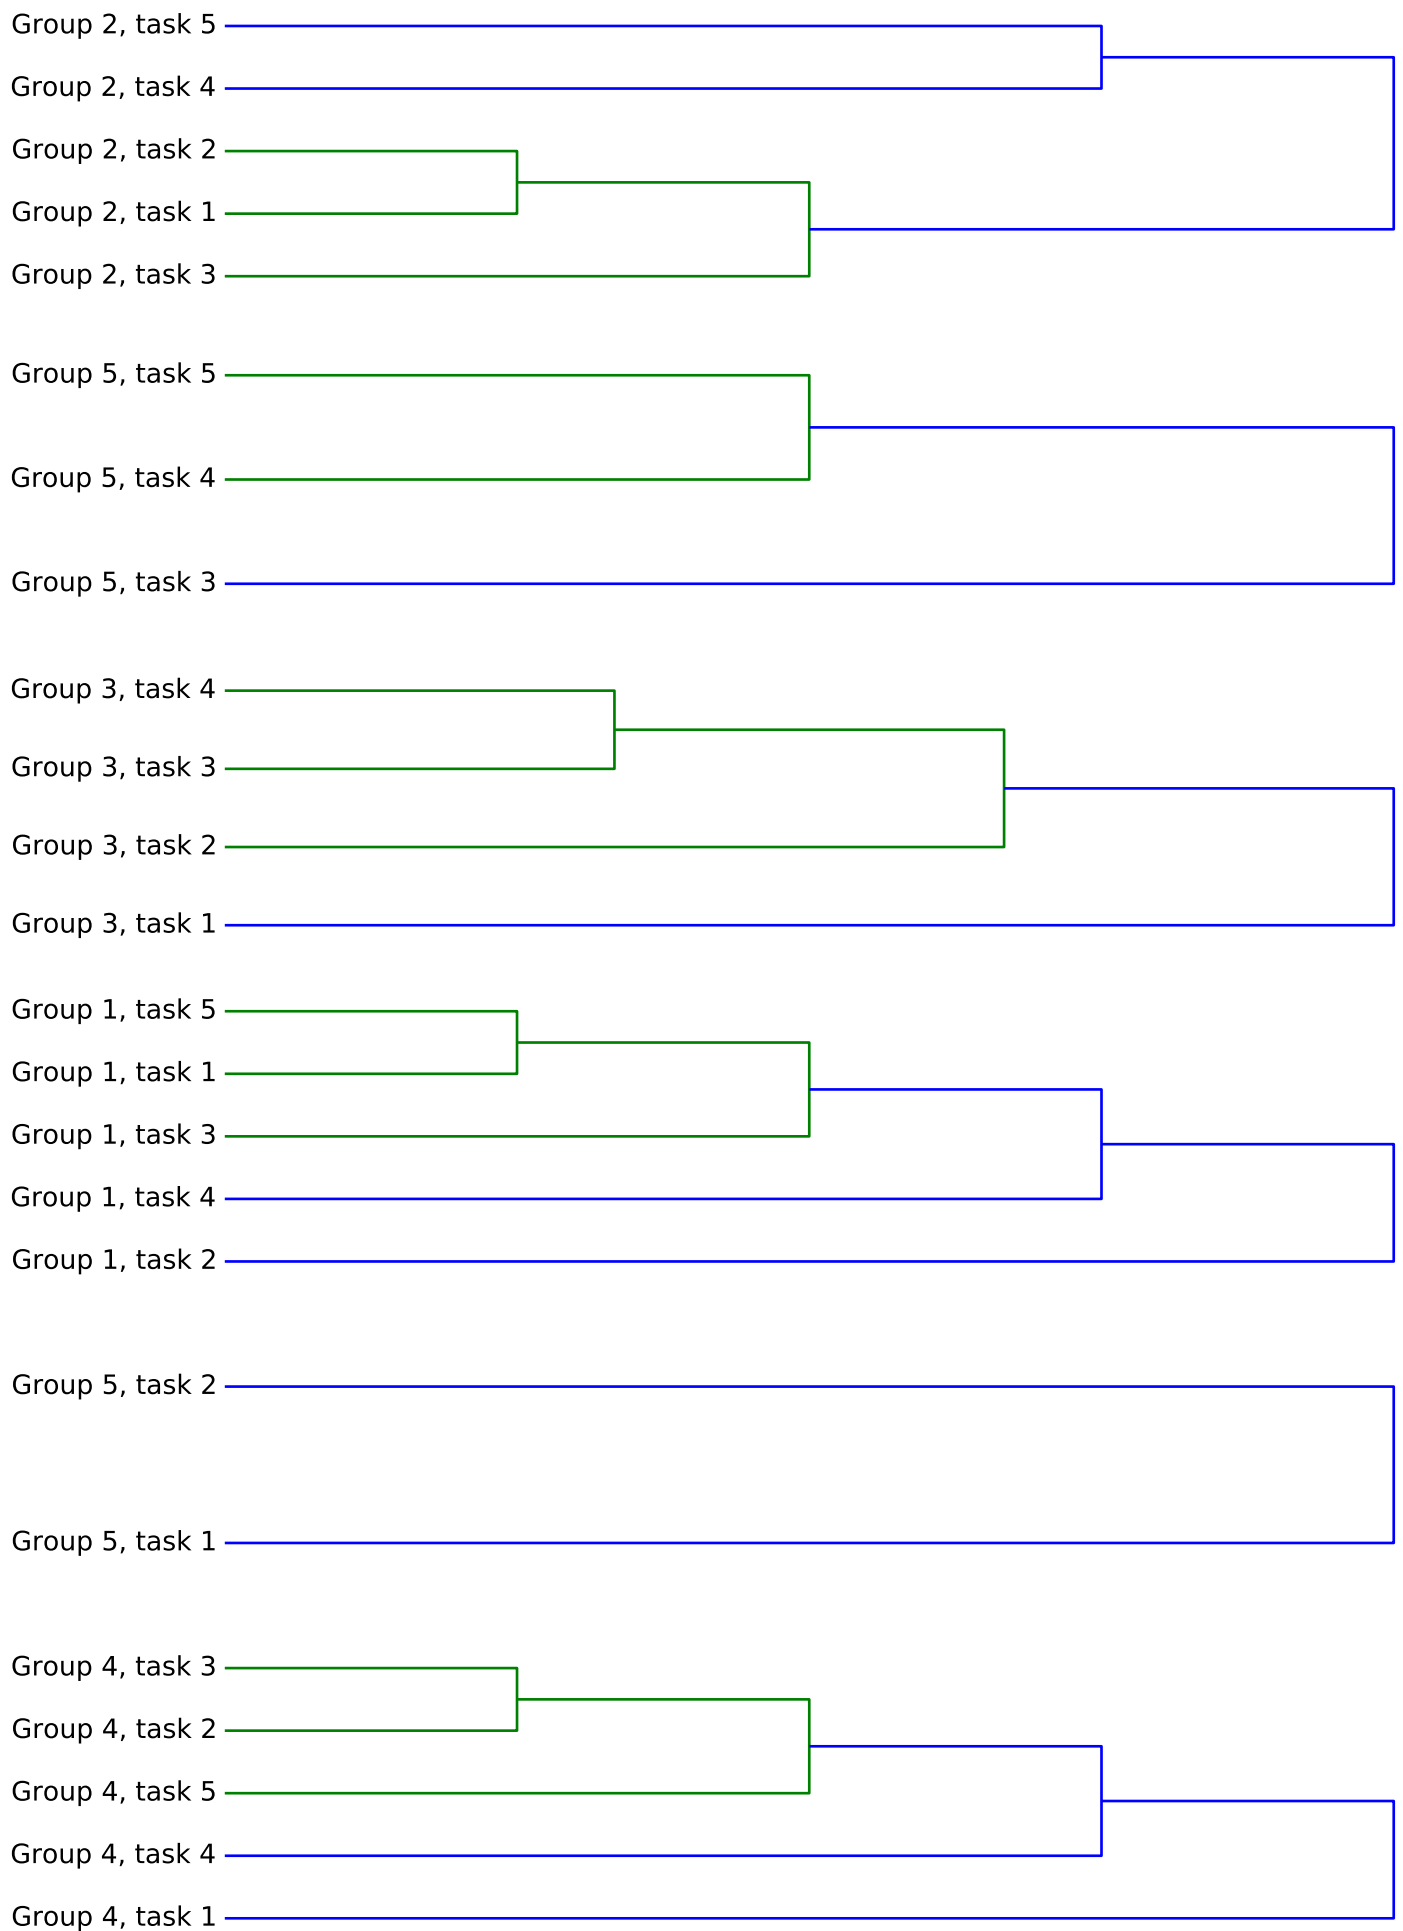 Group 2, task 5
Group 2, task 4
Group 2, task 2
Group 2, task 1
Group 2, task 3
Group 5, task 5
Group 5, task 4
Group 5, task 3
Group 3, task 4
Group 3, task 3
Group 3, task 2
Group 3, task 1
Group 1, task 5
Group 1, task 1
Group 1, task 3
Group 1, task 4
Group 1, task 2
Group 5, task 2
Group 5, task 1
Group 4, task 3
Group 4, task 2
Group 4, task 5
Group 4, task 4
Group 4, task 1